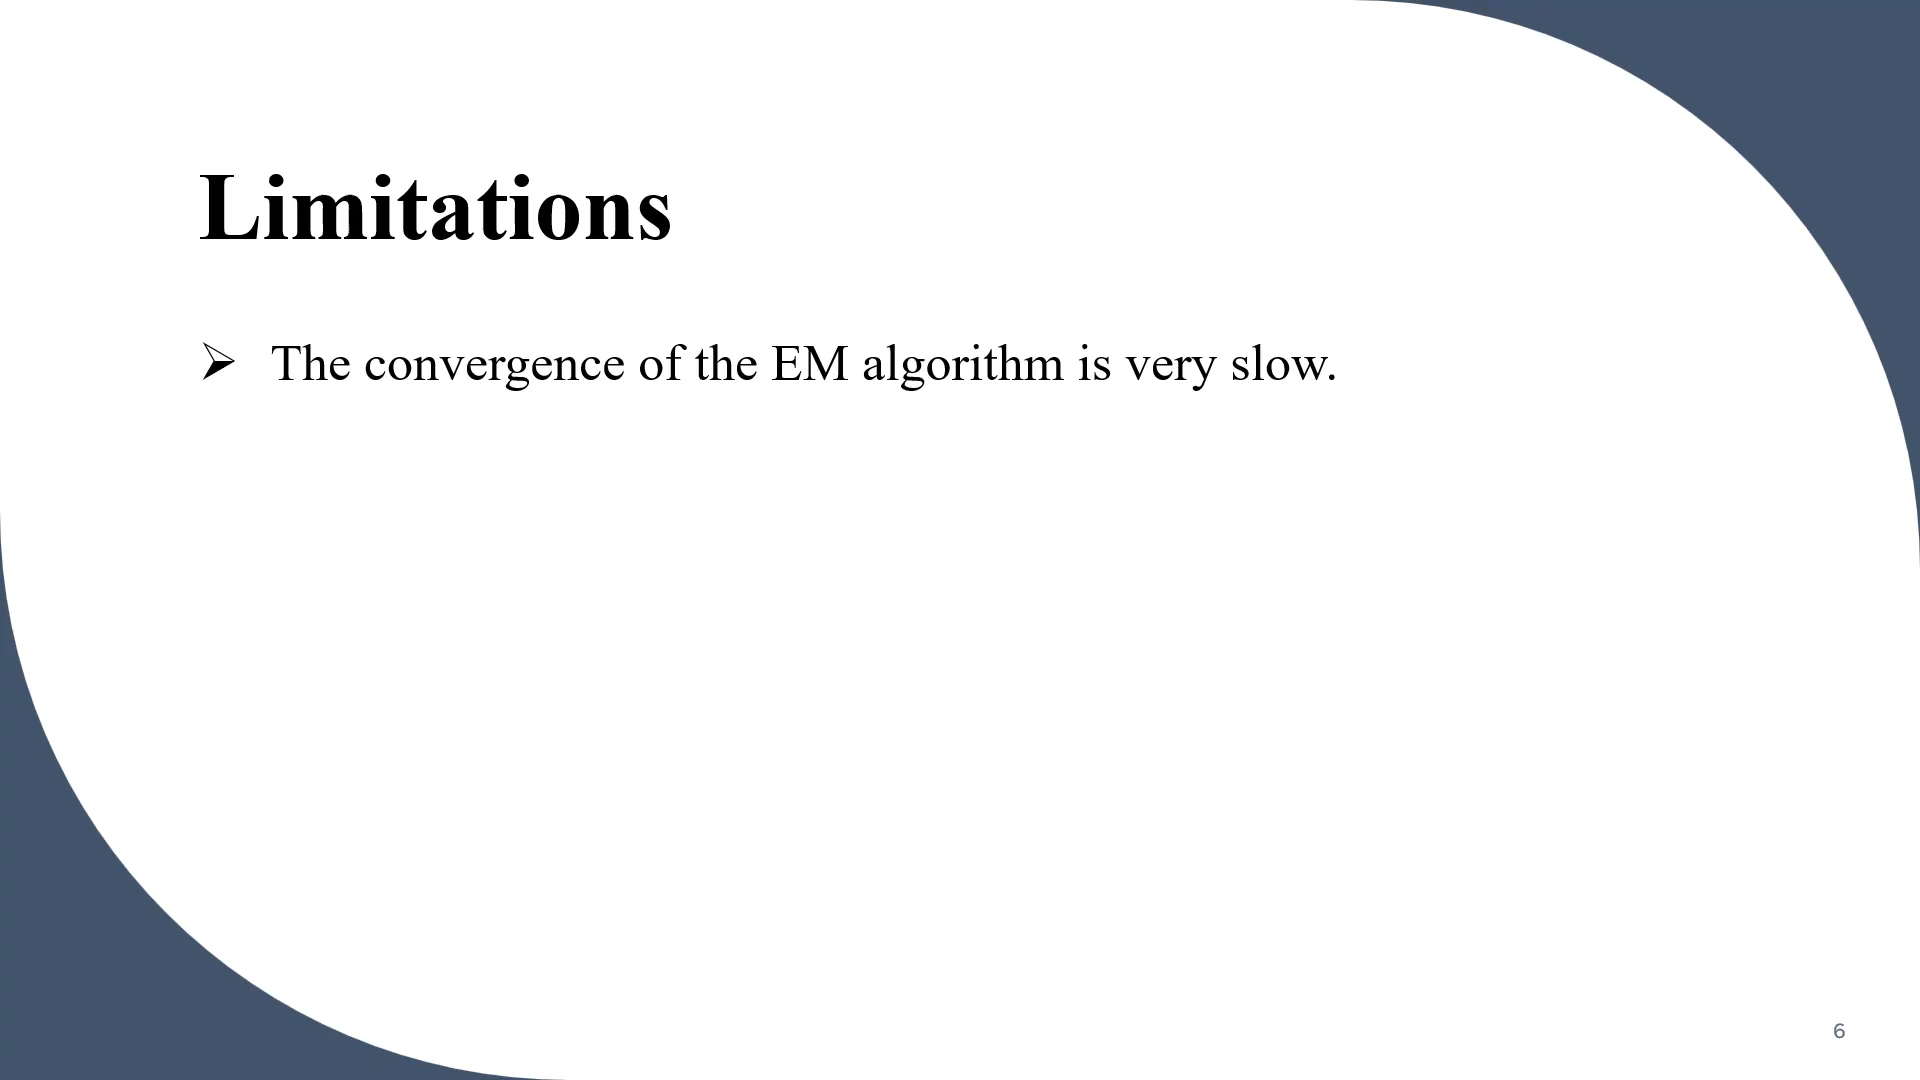 Limitations
➢ The convergence of the EM algorithm is very slow.
6